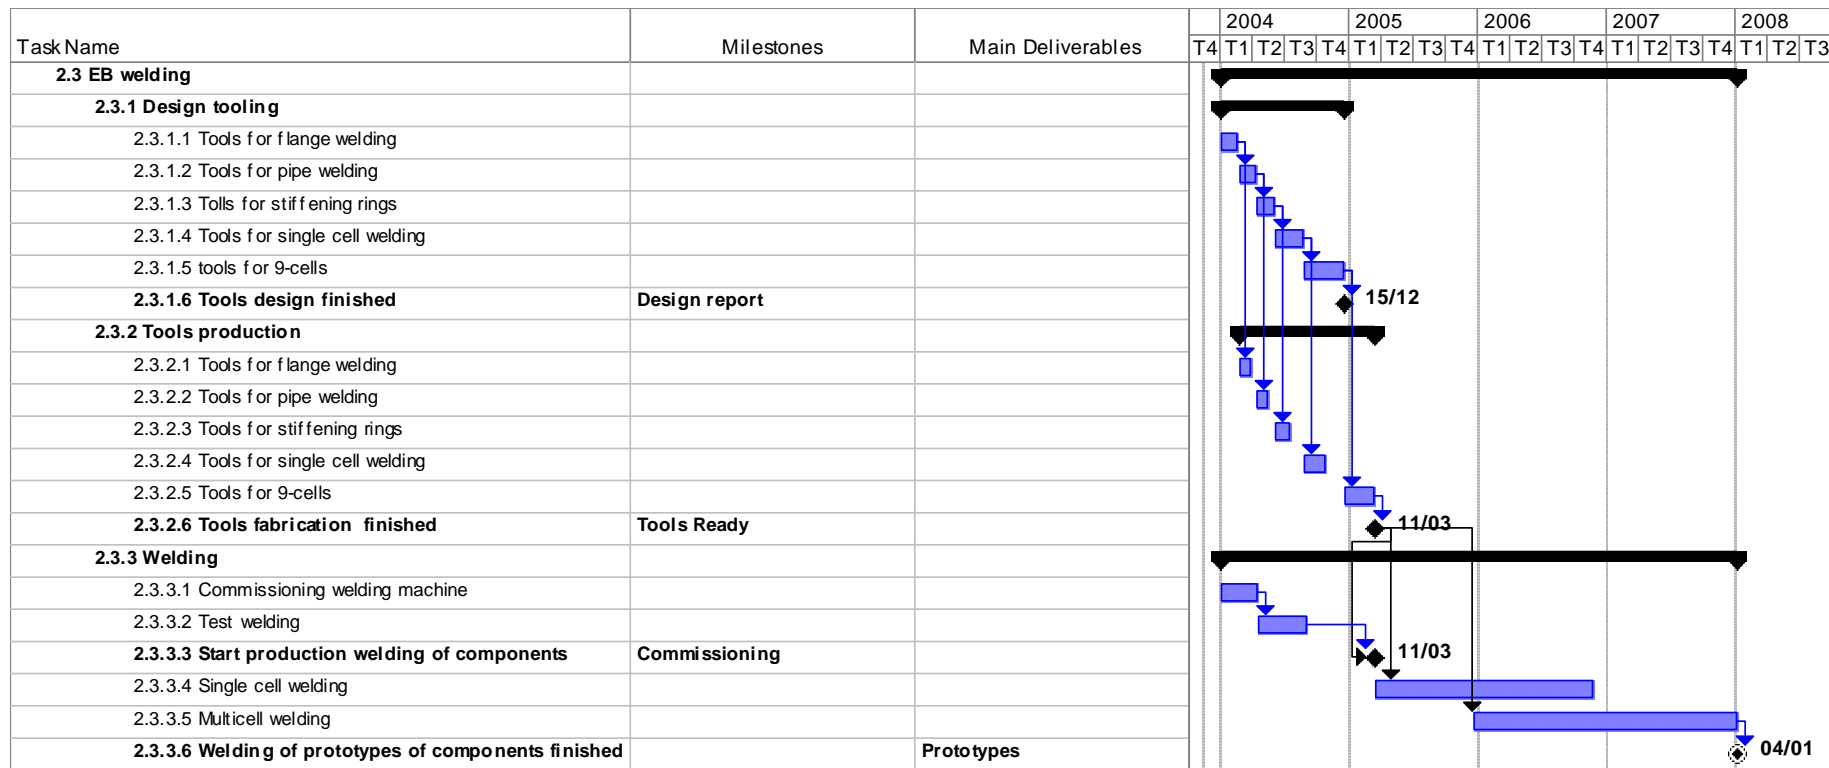 2004 2005 2006 2007 2008
Task Name Milestones Main Deliverables T4 T1 T2 T3 T4 T1 T2 T3 T4 T1 T2 T3 T4 T1 T2 T3 T4 T1 T2 T3
2.3 EB welding
2.3.1 Design tooling
2.3.1.1 Tools for flange welding
2.3.1.2 Tools for pipe welding
2.3.1.3 Tolls for stiffening rings
2.3.1.4 Tools for single cell welding
2.3.1.5 tools for 9-cells
2.3.1.6 Tools design finished Design report 15/12
2.3.2 Tools production
2.3.2.1 Tools for flange welding
2.3.2.2 Tools for pipe welding
2.3.2.3 Tools for stiffening rings
2.3.2.4 Tools for single cell welding
2.3.2.5 Tools for 9-cells
2.3.2.6 Tools fabrication finished Tools Ready 11/03
2.3.3 Welding
2.3.3.1 Commissioning welding machine
2.3.3.2 Test welding
2.3.3.3 Start production welding of components Commissioning 11/03
2.3.3.4 Single cell welding
2.3.3.5 Multicell welding
2.3.3.6 Welding of prototypes of components finished Prototypes 04/01